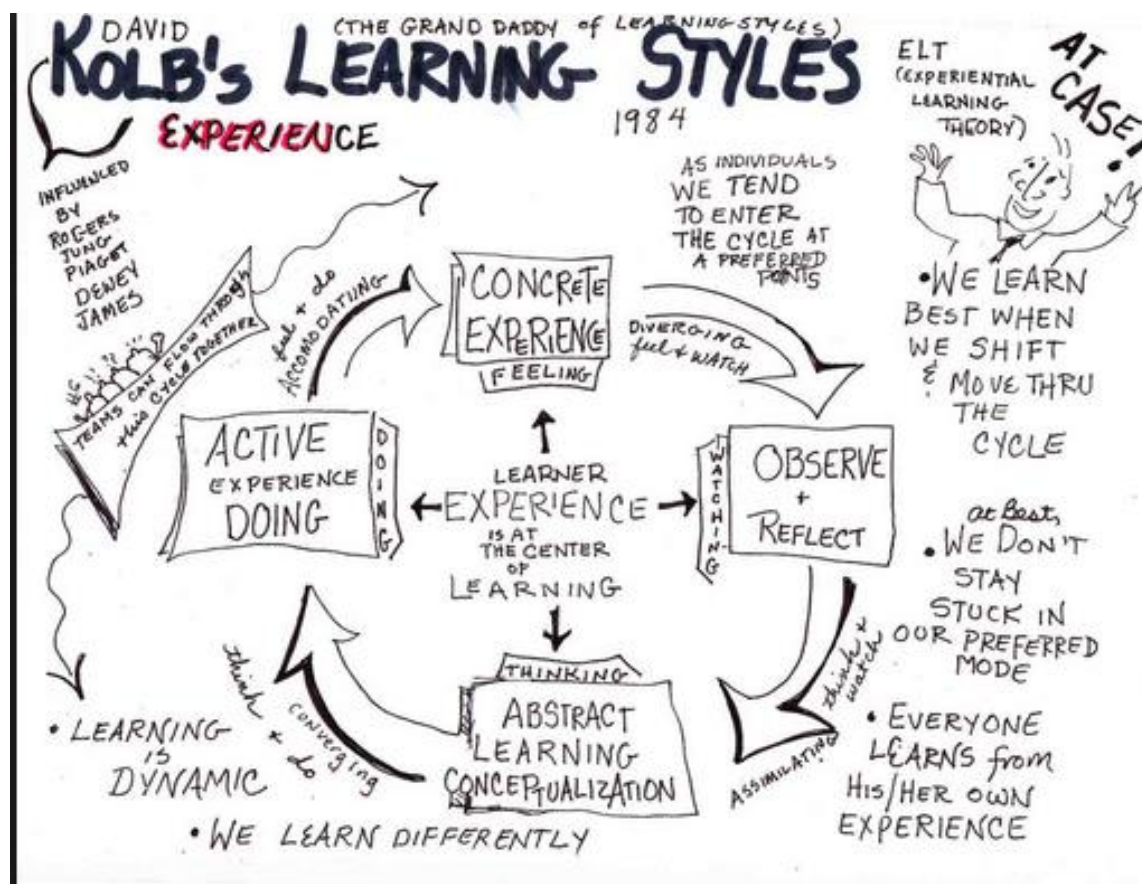 DAVID
(THE GRAND DADDY of LEARNING STYLES)
KOLB's LEARNING STYLES
1984
EXPERIENCE
ELT
(EXPERIENTIAL
LEARNING
THEORY)
AT
CASE!
INFLUENCED
BY
ROGERS
JUNG
PIAGET
DEWEY
JAMES
TEAMS CAN FLOW THROUGH
this CYCLE TOGETHER
AS INDIVIDUALS
WE TEND
TO ENTER
THE CYCLE AT
A PREFERRED
POINTS
feel & do
ACCOMODATIUNG
CONCRETE
EXPERIENCE
FEELING
DIVERGING
feel & WATCH
ACTIVE
EXPERIENCE
DOING
DOING
LEARNER
EXPERIENCE
IS AT
THE CENTER
OF
LEARNING
WATCHING
OBSERVE
+
REFLECT
think &
watch
ASSIMILATING
THINKING
ABSTRACT
LEARNING
CONCEPTUALIZATION
think & do
CONVERGING
• WE LEARN
BEST WHEN
WE SHIFT
& MOVE THRU
THE
CYCLE
at Best,
• WE DON'T
STAY
STUCK IN
OUR PREFERRED
MODE
• EVERYONE
LEARNS from
HIS/HER OWN
EXPERIENCE
• LEARNING
IS
DYNAMIC
• WE LEARN DIFFERENTLY